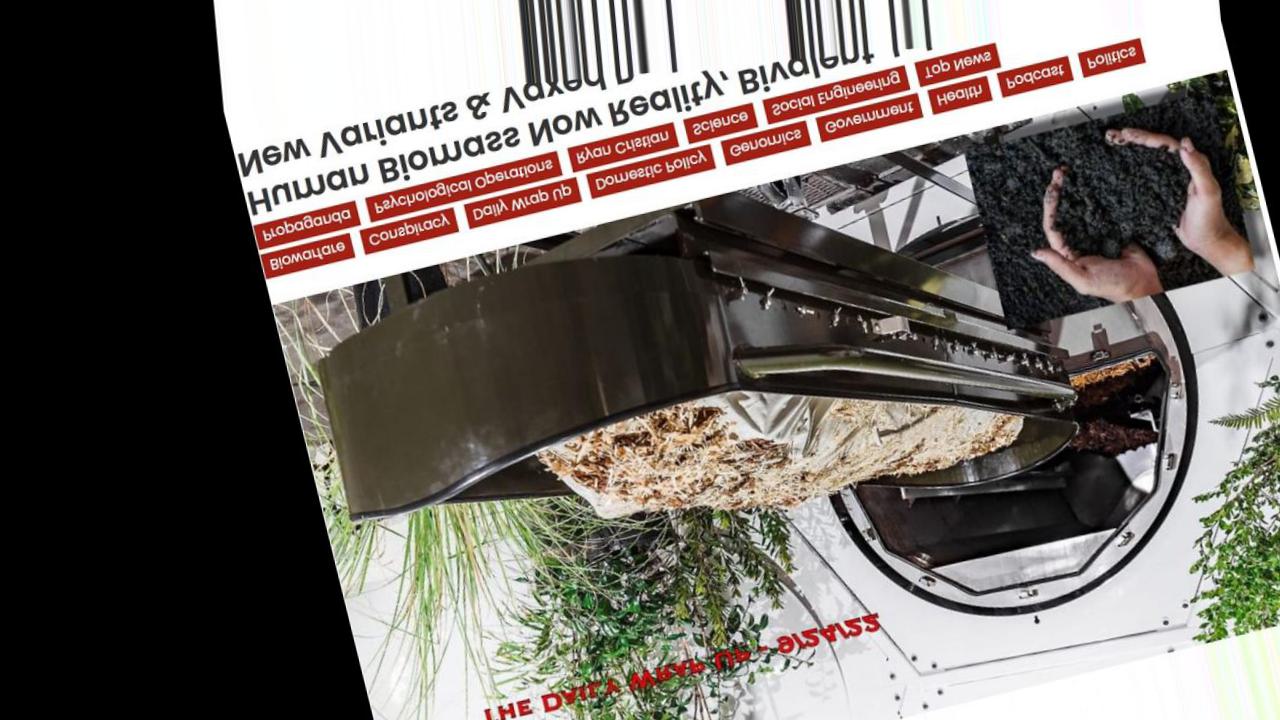 THE DAILY WRAP UP - 9/24/22
Biowarfare Conspiracy Daily Wrap Up Domestic Policy Genomics Government Health Podcast Politics
Propaganda Psychological Operations Ryan Cristian Science Social Engineering Top News
Human Biomass Now Reality, Bivalent
New Variants & Vaxed